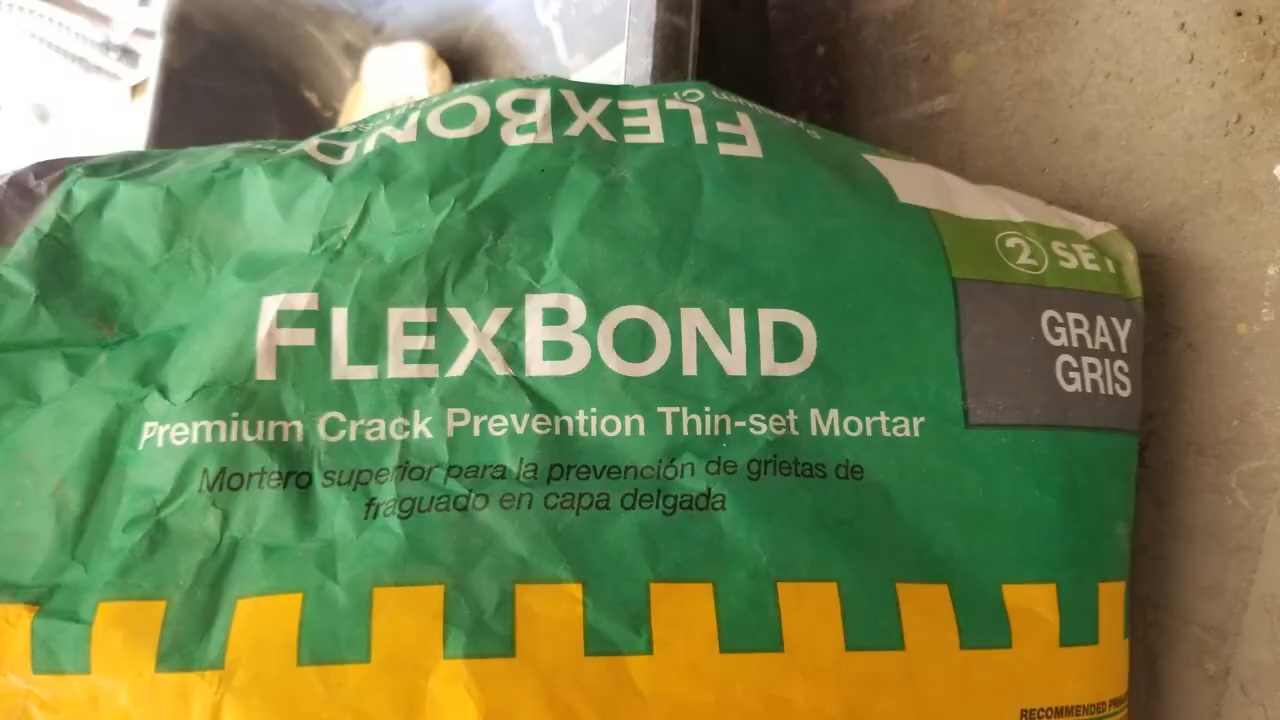 FLEXBOND
FLEXBOND
Premium Crack Prevention Thin-set Mortar
Mortero superior para la prevención de grietas de
fraguado en capa delgada
2 SET
GRAY
GRIS
RECOMMENDED